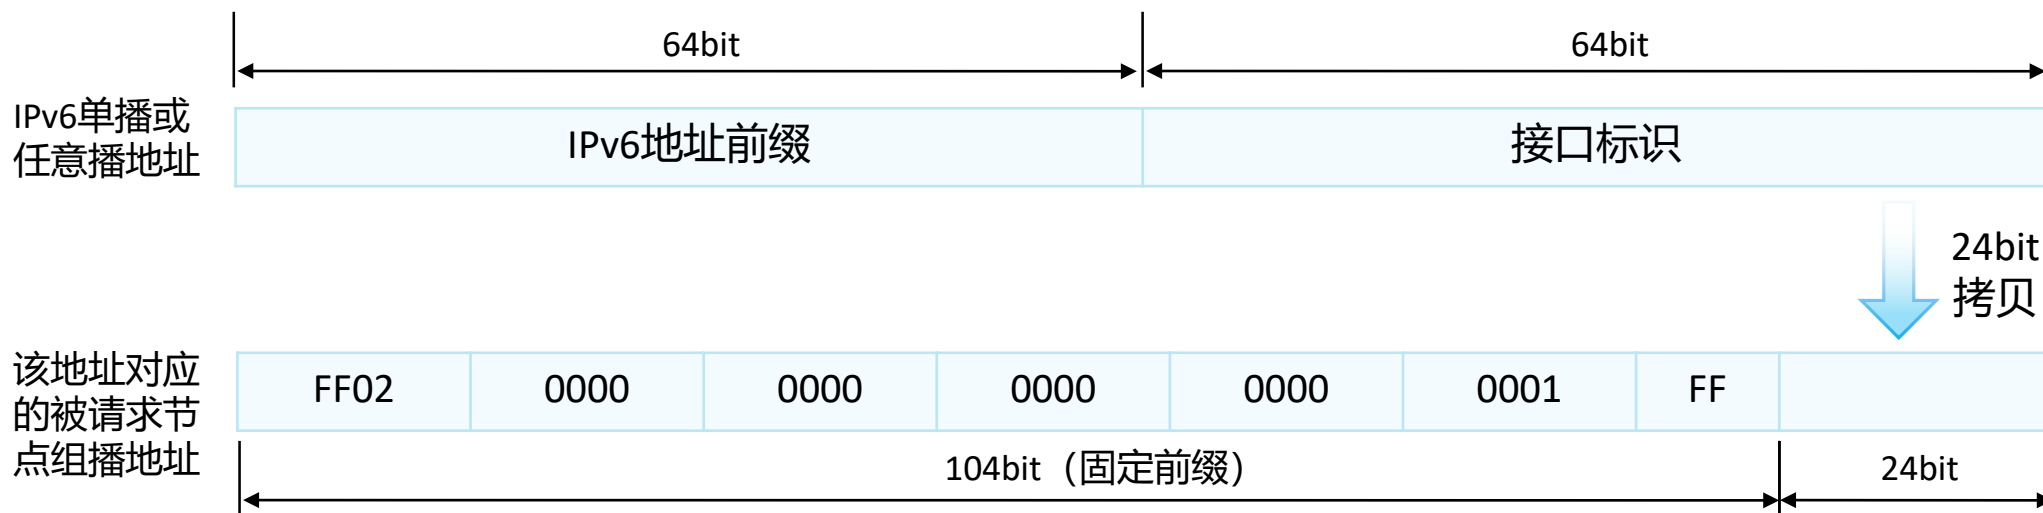 64bit
64bit
IPv6单播或
任意播地址
IPv6地址前缀
接口标识
24bit
拷贝
该地址对应
的被请求节
点组播地址
FF02
0000
0000
0000
0000
0001
FF
104bit（固定前缀）
24bit